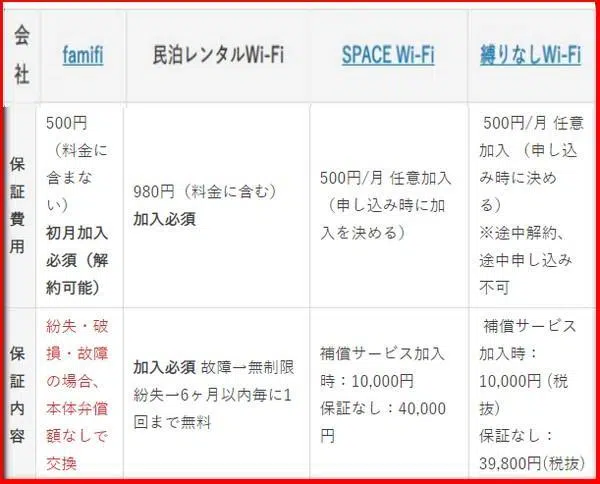 会
社
famifi
民泊レンタルWi-Fi
SPACE Wi-Fi
縛りなしWi-Fi
保
証
費
用
500円
（料金に
含まな
い）
初月加入
必須（解
約可能）
980円（料金に含む）
加入必須
500円/月 任意加入
（申し込み時に加
入を決める）
500円/月 任意
加入 （申し込
み時に決め
る）
※途中解約、
途中申し込み
不可
保
証
内
容
紛失・破
損・故障
の場合、
本体弁償
額なしで
交換
加入必須 故障→無制限
紛失→6ヶ月以内毎に1
回まで無料
補償サービス加入
時：10,000円
保証なし：40,000
円
補償サービス
加入時：
10,000円 (税
抜)
保証なし：
39,800円(税抜)